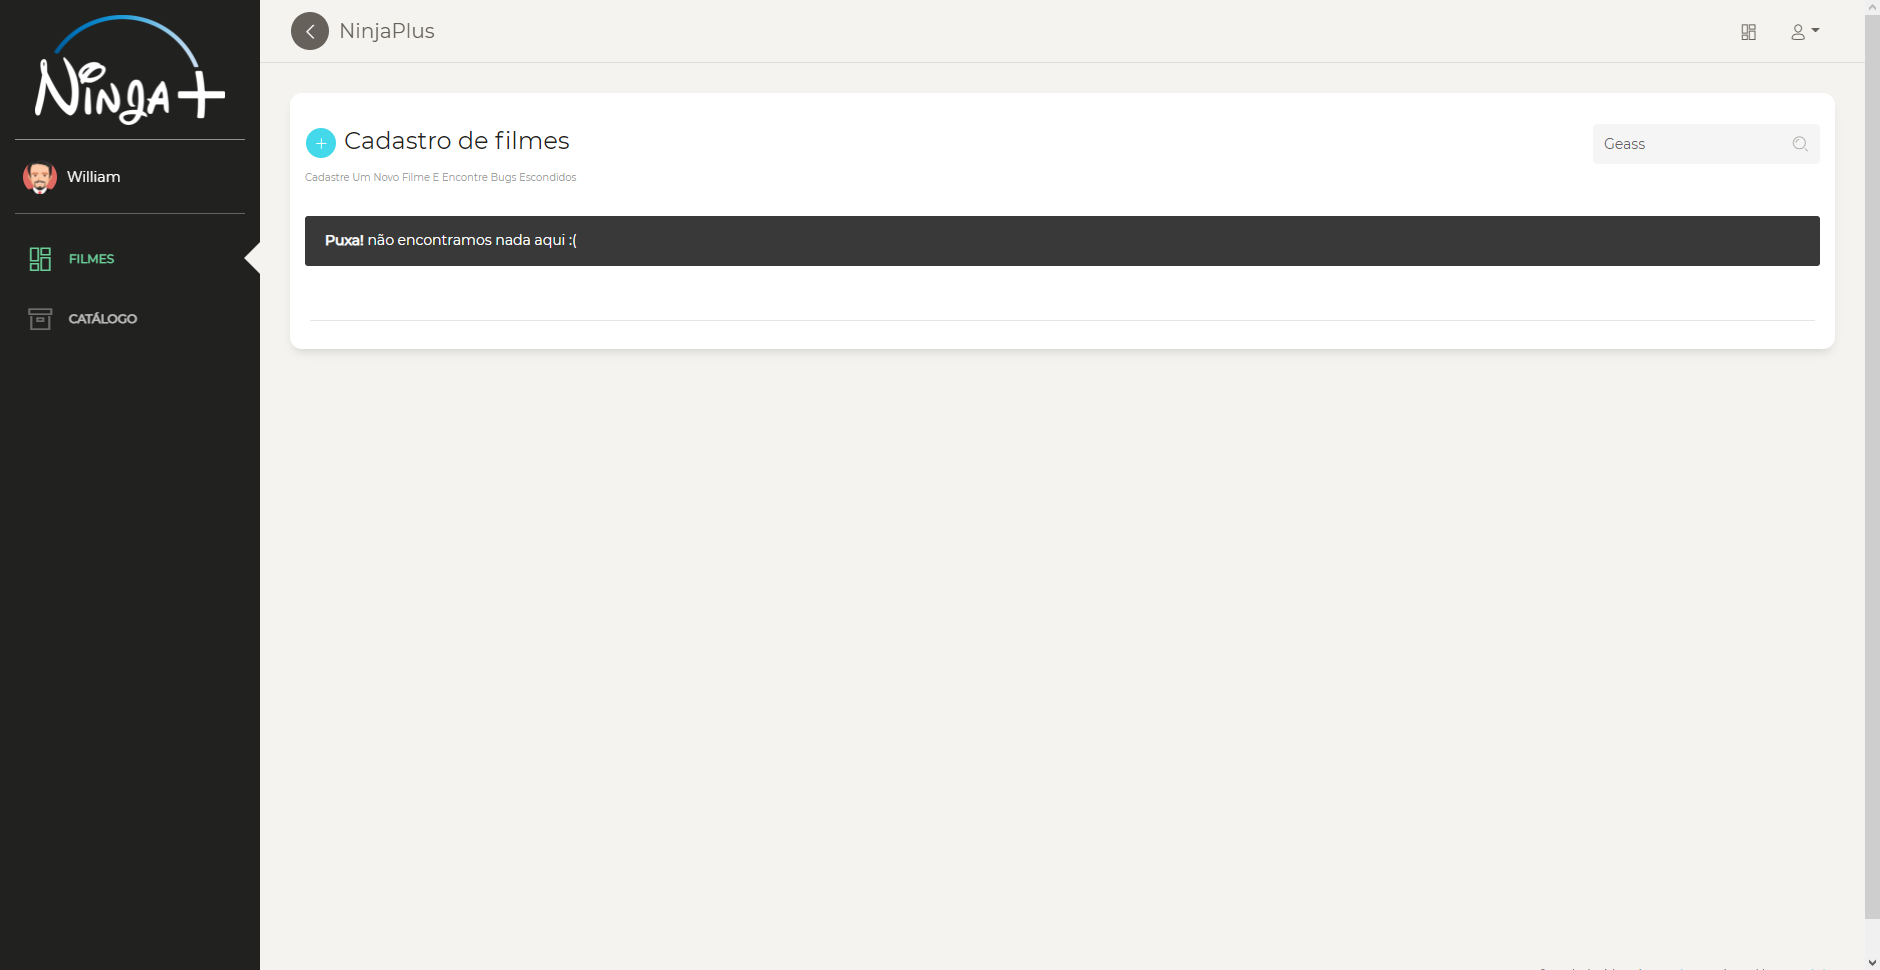 Ninja+
NinjaPlus
William
FILMES
CATÁLOGO
Cadastro de filmes
Geass
Cadastre Um Novo Filme E Encontre Bugs Escondidos
Puxa! não encontramos nada aqui :(